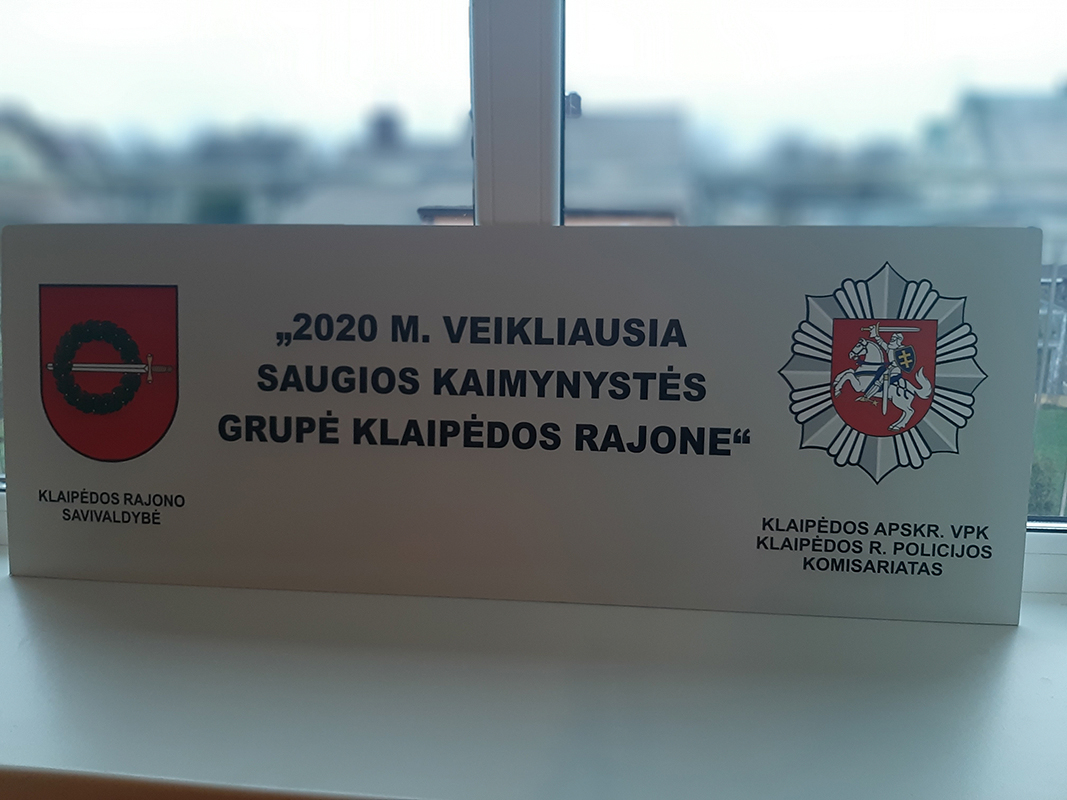 „2020 M. VEIKLIAUSIA
SAUGIOS KAIMYNYSTĖS
GRUPĖ KLAIPĖDOS RAJONE“
KLAIPĖDOS RAJONO
SAVIVALDYBĖ
KLAIPĖDOS APSKR. VPK
KLAIPĖDOS R. POLICIJOS
KOMISARIATAS